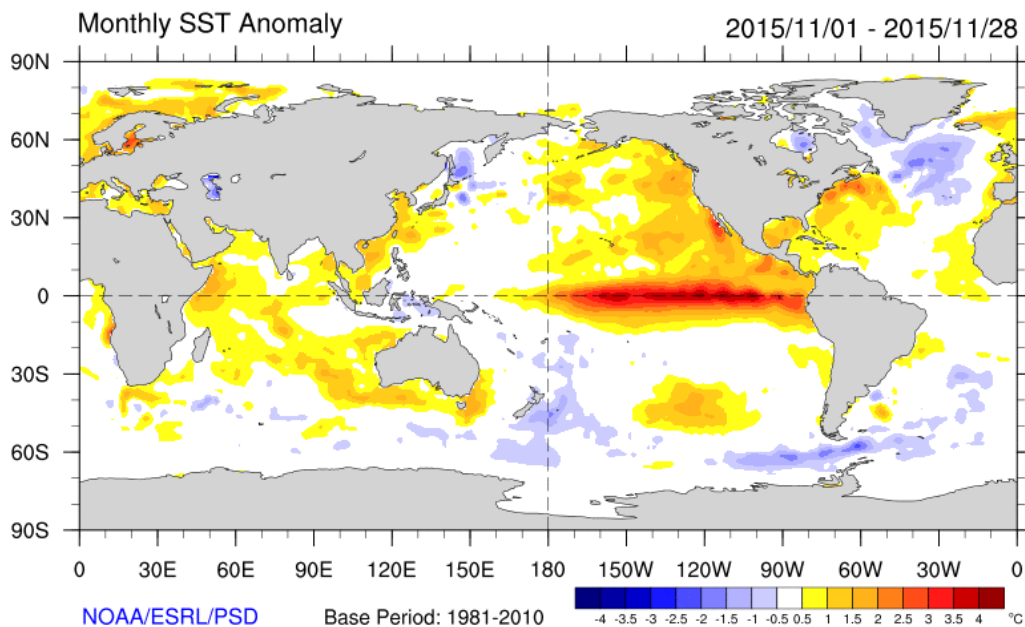 Monthly SST Anomaly 2015/11/01 - 2015/11/28
90N
60N
30N
0
30S
60S
90S
0 30E 60E 90E 120E 150E 180 150W 120W 90W 60W 30W 0
NOAA/ESRL/PSD Base Period: 1981-2010
-4 -3.5 -3 -2.5 -2 -1.5 -1 -0.5 0.5 1 1.5 2 2.5 3 3.5 4 °C